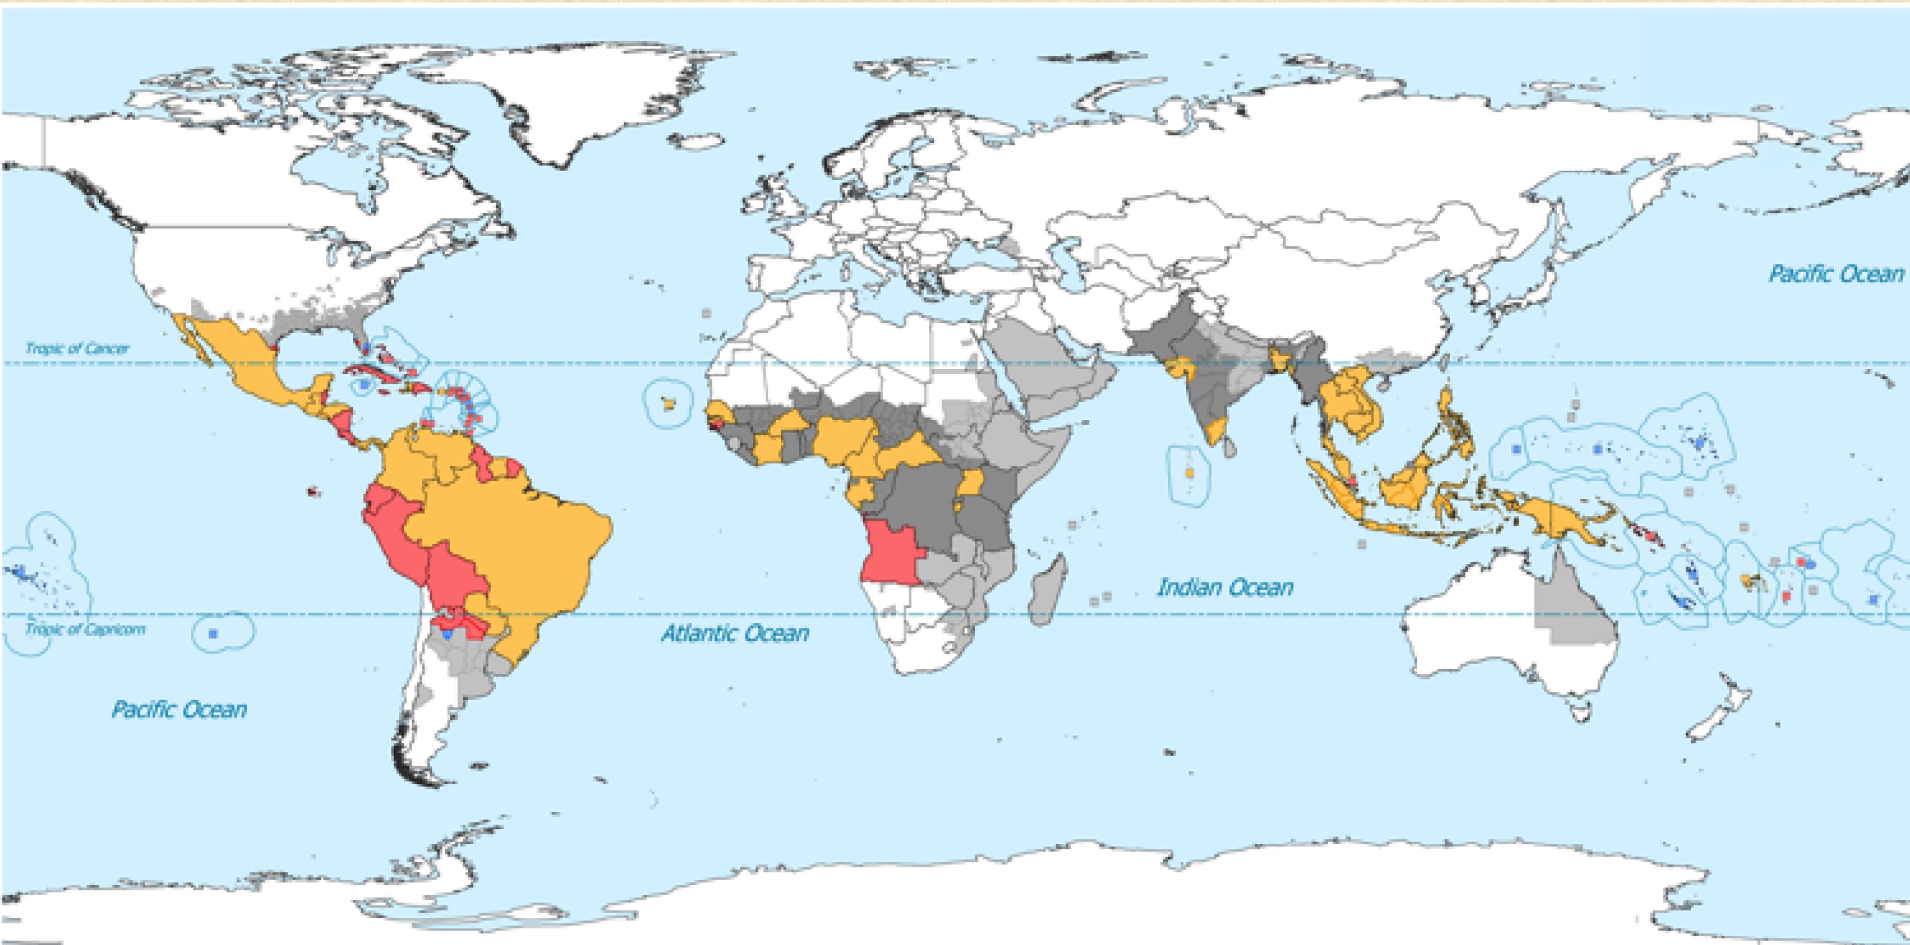 Pacific Ocean
Tropic of Cancer
Indian Ocean
Tropic of Capricorn
Atlantic Ocean
Pacific Ocean